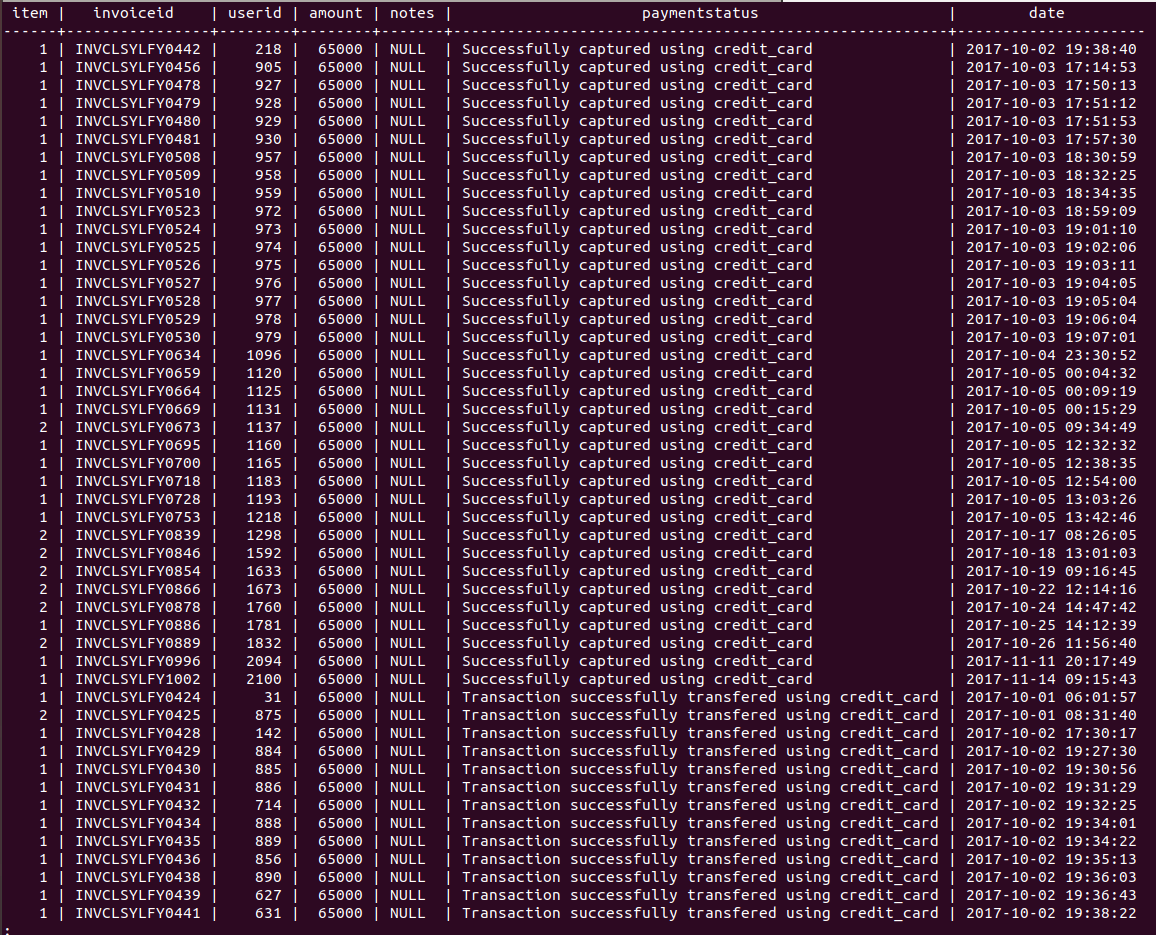 item | invoiceid | userid | amount | notes | paymentstatus | date
------+----------------+--------+--------+-------+-------------------------------------------------------+---------------------
1 | INVCLSYLFY0442 | 218 | 65000 | NULL | Successfully captured using credit_card | 2017-10-02 19:38:40
1 | INVCLSYLFY0456 | 905 | 65000 | NULL | Successfully captured using credit_card | 2017-10-03 17:14:53
1 | INVCLSYLFY0478 | 927 | 65000 | NULL | Successfully captured using credit_card | 2017-10-03 17:50:13
1 | INVCLSYLFY0479 | 928 | 65000 | NULL | Successfully captured using credit_card | 2017-10-03 17:51:12
1 | INVCLSYLFY0480 | 929 | 65000 | NULL | Successfully captured using credit_card | 2017-10-03 17:51:53
1 | INVCLSYLFY0481 | 930 | 65000 | NULL | Successfully captured using credit_card | 2017-10-03 17:57:30
1 | INVCLSYLFY0508 | 957 | 65000 | NULL | Successfully captured using credit_card | 2017-10-03 18:30:59
1 | INVCLSYLFY0509 | 958 | 65000 | NULL | Successfully captured using credit_card | 2017-10-03 18:32:25
1 | INVCLSYLFY0510 | 959 | 65000 | NULL | Successfully captured using credit_card | 2017-10-03 18:34:35
1 | INVCLSYLFY0523 | 972 | 65000 | NULL | Successfully captured using credit_card | 2017-10-03 18:59:09
1 | INVCLSYLFY0524 | 973 | 65000 | NULL | Successfully captured using credit_card | 2017-10-03 19:01:10
1 | INVCLSYLFY0525 | 974 | 65000 | NULL | Successfully captured using credit_card | 2017-10-03 19:02:06
1 | INVCLSYLFY0526 | 975 | 65000 | NULL | Successfully captured using credit_card | 2017-10-03 19:03:11
1 | INVCLSYLFY0527 | 976 | 65000 | NULL | Successfully captured using credit_card | 2017-10-03 19:04:05
1 | INVCLSYLFY0528 | 977 | 65000 | NULL | Successfully captured using credit_card | 2017-10-03 19:05:04
1 | INVCLSYLFY0529 | 978 | 65000 | NULL | Successfully captured using credit_card | 2017-10-03 19:06:04
1 | INVCLSYLFY0530 | 979 | 65000 | NULL | Successfully captured using credit_card | 2017-10-03 19:07:01
1 | INVCLSYLFY0634 | 1096 | 65000 | NULL | Successfully captured using credit_card | 2017-10-04 23:30:52
1 | INVCLSYLFY0659 | 1120 | 65000 | NULL | Successfully captured using credit_card | 2017-10-05 00:04:32
1 | INVCLSYLFY0664 | 1125 | 65000 | NULL | Successfully captured using credit_card | 2017-10-05 00:09:19
1 | INVCLSYLFY0669 | 1131 | 65000 | NULL | Successfully captured using credit_card | 2017-10-05 00:15:29
2 | INVCLSYLFY0673 | 1137 | 65000 | NULL | Successfully captured using credit_card | 2017-10-05 09:34:49
1 | INVCLSYLFY0695 | 1160 | 65000 | NULL | Successfully captured using credit_card | 2017-10-05 12:32:32
1 | INVCLSYLFY0700 | 1165 | 65000 | NULL | Successfully captured using credit_card | 2017-10-05 12:38:35
1 | INVCLSYLFY0718 | 1183 | 65000 | NULL | Successfully captured using credit_card | 2017-10-05 12:54:00
1 | INVCLSYLFY0728 | 1193 | 65000 | NULL | Successfully captured using credit_card | 2017-10-05 13:03:26
1 | INVCLSYLFY0753 | 1218 | 65000 | NULL | Successfully captured using credit_card | 2017-10-05 13:42:46
2 | INVCLSYLFY0839 | 1298 | 65000 | NULL | Successfully captured using credit_card | 2017-10-17 08:26:05
2 | INVCLSYLFY0846 | 1592 | 65000 | NULL | Successfully captured using credit_card | 2017-10-18 13:01:03
2 | INVCLSYLFY0854 | 1633 | 65000 | NULL | Successfully captured using credit_card | 2017-10-19 09:16:45
2 | INVCLSYLFY0866 | 1673 | 65000 | NULL | Successfully captured using credit_card | 2017-10-22 12:14:16
2 | INVCLSYLFY0878 | 1760 | 65000 | NULL | Successfully captured using credit_card | 2017-10-24 14:47:42
1 | INVCLSYLFY0886 | 1781 | 65000 | NULL | Successfully captured using credit_card | 2017-10-25 14:12:39
2 | INVCLSYLFY0889 | 1832 | 65000 | NULL | Successfully captured using credit_card | 2017-10-26 11:56:40
1 | INVCLSYLFY0996 | 2094 | 65000 | NULL | Successfully captured using credit_card | 2017-11-11 20:17:49
1 | INVCLSYLFY1002 | 2100 | 65000 | NULL | Successfully captured using credit_card | 2017-11-14 09:15:43
1 | INVCLSYLFY0424 | 31 | 65000 | NULL | Transaction successfully transfered using credit_card | 2017-10-01 06:01:57
2 | INVCLSYLFY0425 | 875 | 65000 | NULL | Transaction successfully transfered using credit_card | 2017-10-01 08:31:40
1 | INVCLSYLFY0428 | 142 | 65000 | NULL | Transaction successfully transfered using credit_card | 2017-10-02 17:30:17
1 | INVCLSYLFY0429 | 884 | 65000 | NULL | Transaction successfully transfered using credit_card | 2017-10-02 19:27:30
1 | INVCLSYLFY0430 | 885 | 65000 | NULL | Transaction successfully transfered using credit_card | 2017-10-02 19:30:56
1 | INVCLSYLFY0431 | 886 | 65000 | NULL | Transaction successfully transfered using credit_card | 2017-10-02 19:31:29
1 | INVCLSYLFY0432 | 714 | 65000 | NULL | Transaction successfully transfered using credit_card | 2017-10-02 19:32:25
1 | INVCLSYLFY0434 | 888 | 65000 | NULL | Transaction successfully transfered using credit_card | 2017-10-02 19:34:01
1 | INVCLSYLFY0435 | 889 | 65000 | NULL | Transaction successfully transfered using credit_card | 2017-10-02 19:34:22
1 | INVCLSYLFY0436 | 856 | 65000 | NULL | Transaction successfully transfered using credit_card | 2017-10-02 19:35:13
1 | INVCLSYLFY0438 | 890 | 65000 | NULL | Transaction successfully transfered using credit_card | 2017-10-02 19:36:03
1 | INVCLSYLFY0439 | 627 | 65000 | NULL | Transaction successfully transfered using credit_card | 2017-10-02 19:36:43
1 | INVCLSYLFY0441 | 631 | 65000 | NULL | Transaction successfully transfered using credit_card | 2017-10-02 19:38:22
: